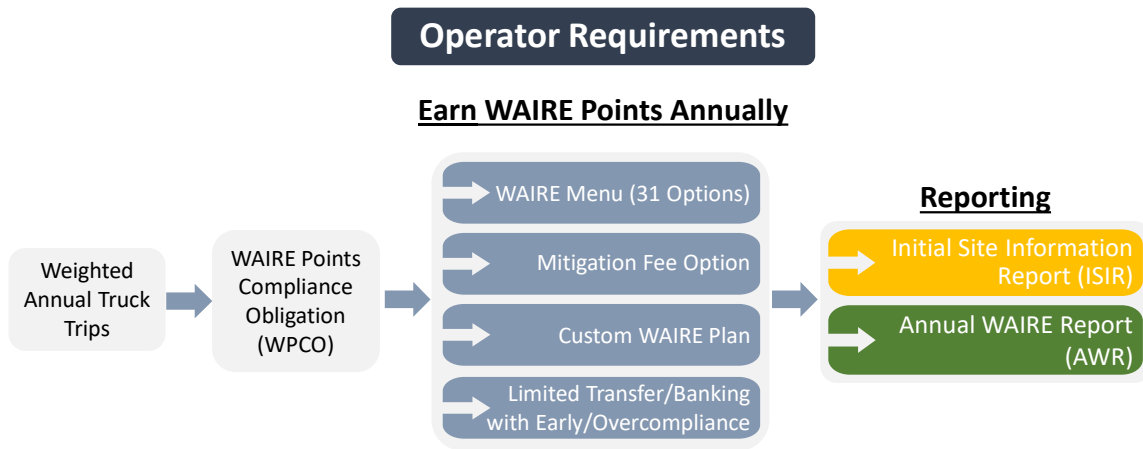 Operator Requirements
Earn WAIRE Points Annually
Weighted
Annual Truck
Trips
WAIRE Points
Compliance
Obligation
(WPCO)
WAIRE Menu (31 Options)
Mitigation Fee Option
Custom WAIRE Plan
Limited Transfer/Banking
with Early/Overcompliance
Reporting
Initial Site Information
Report (ISIR)
Annual WAIRE Report
(AWR)